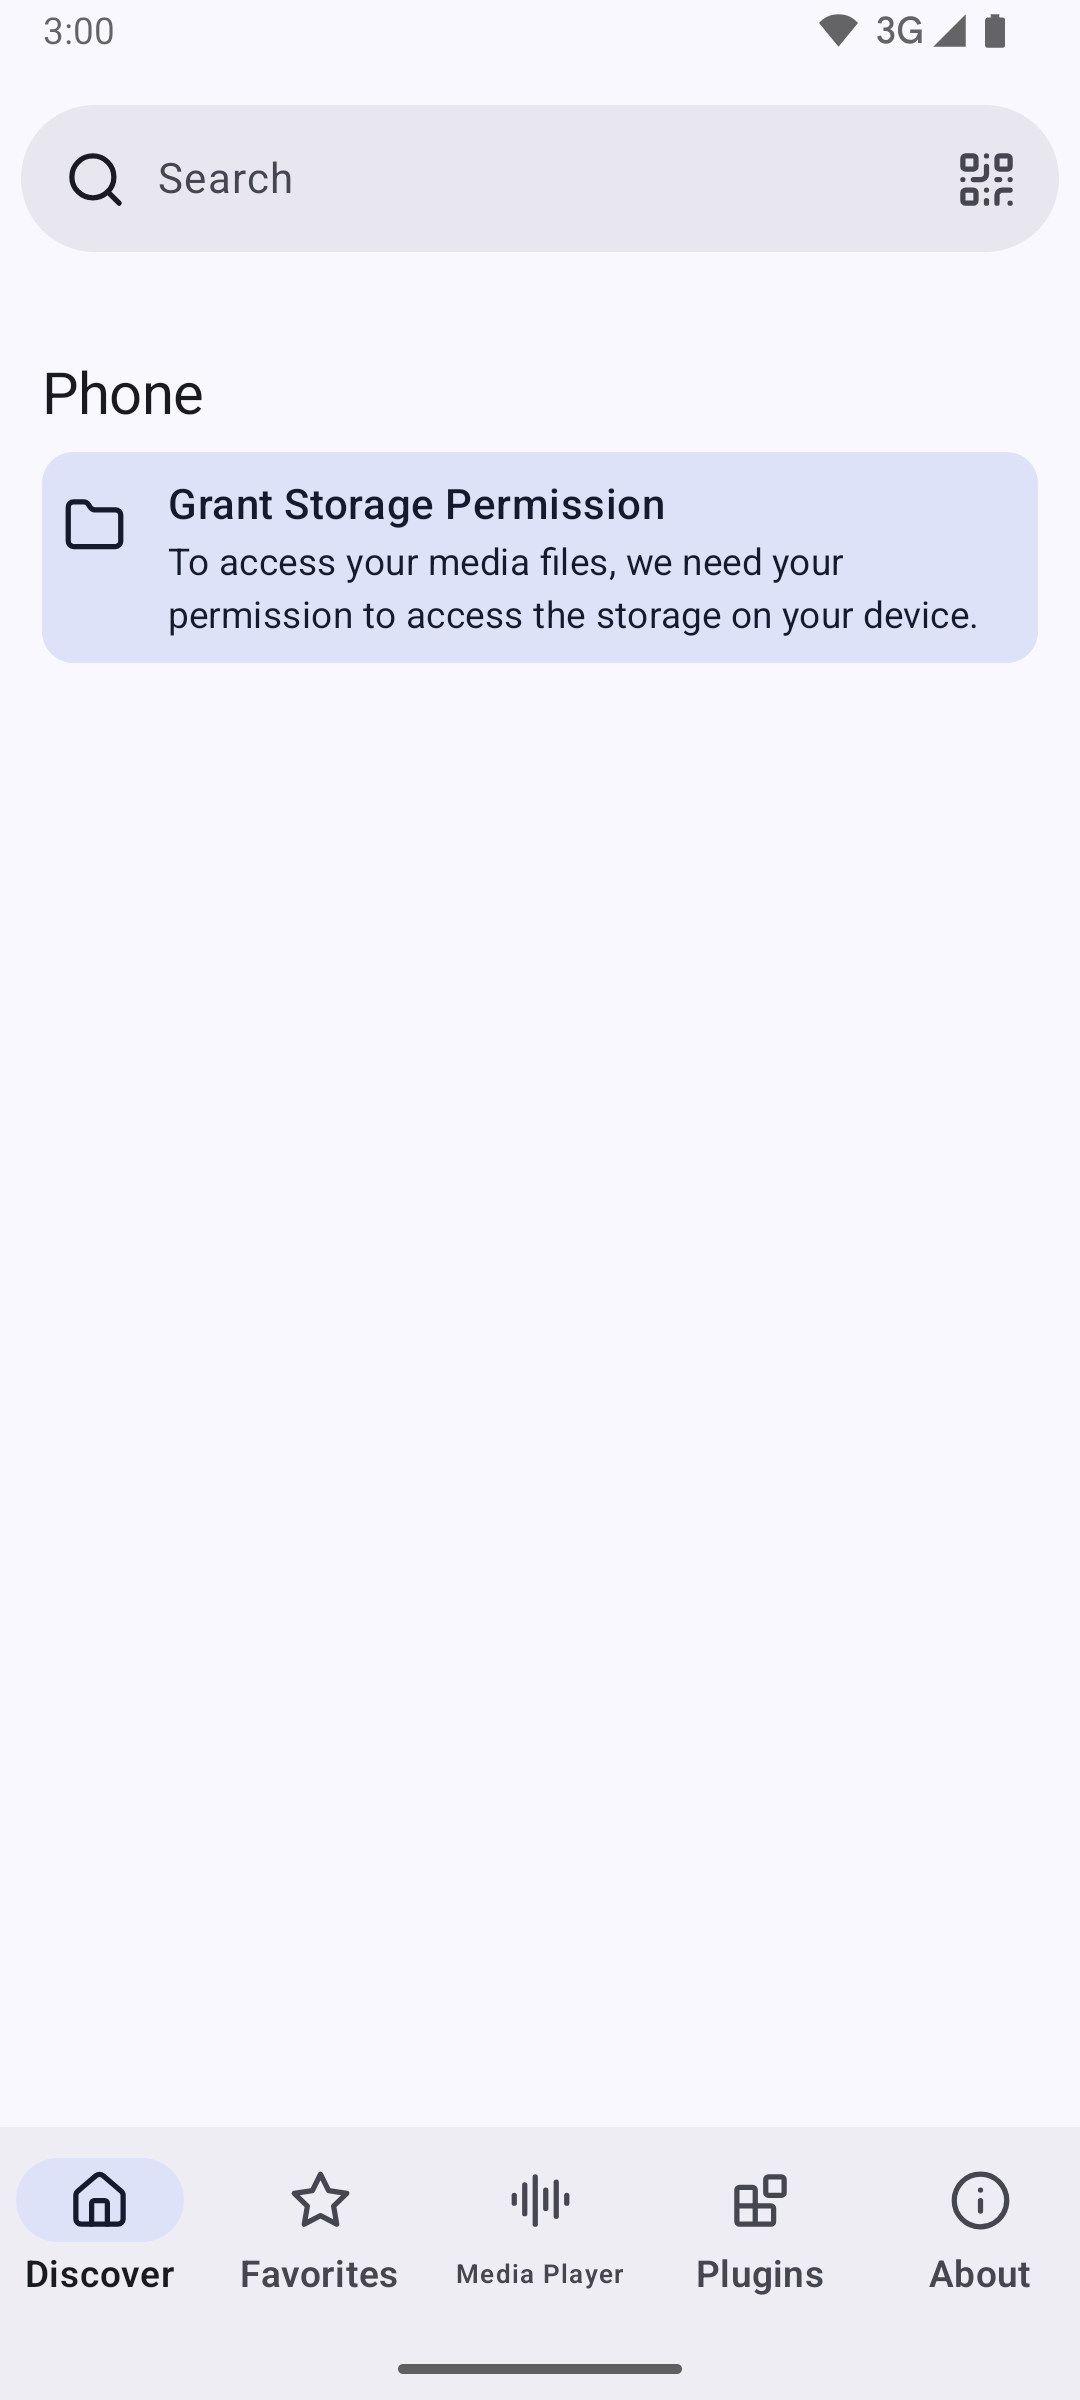 3:00
3G
Search
Phone
Grant Storage Permission
To access your media files, we need your
permission to access the storage on your device.
Discover
Favorites
Media Player
Plugins
About